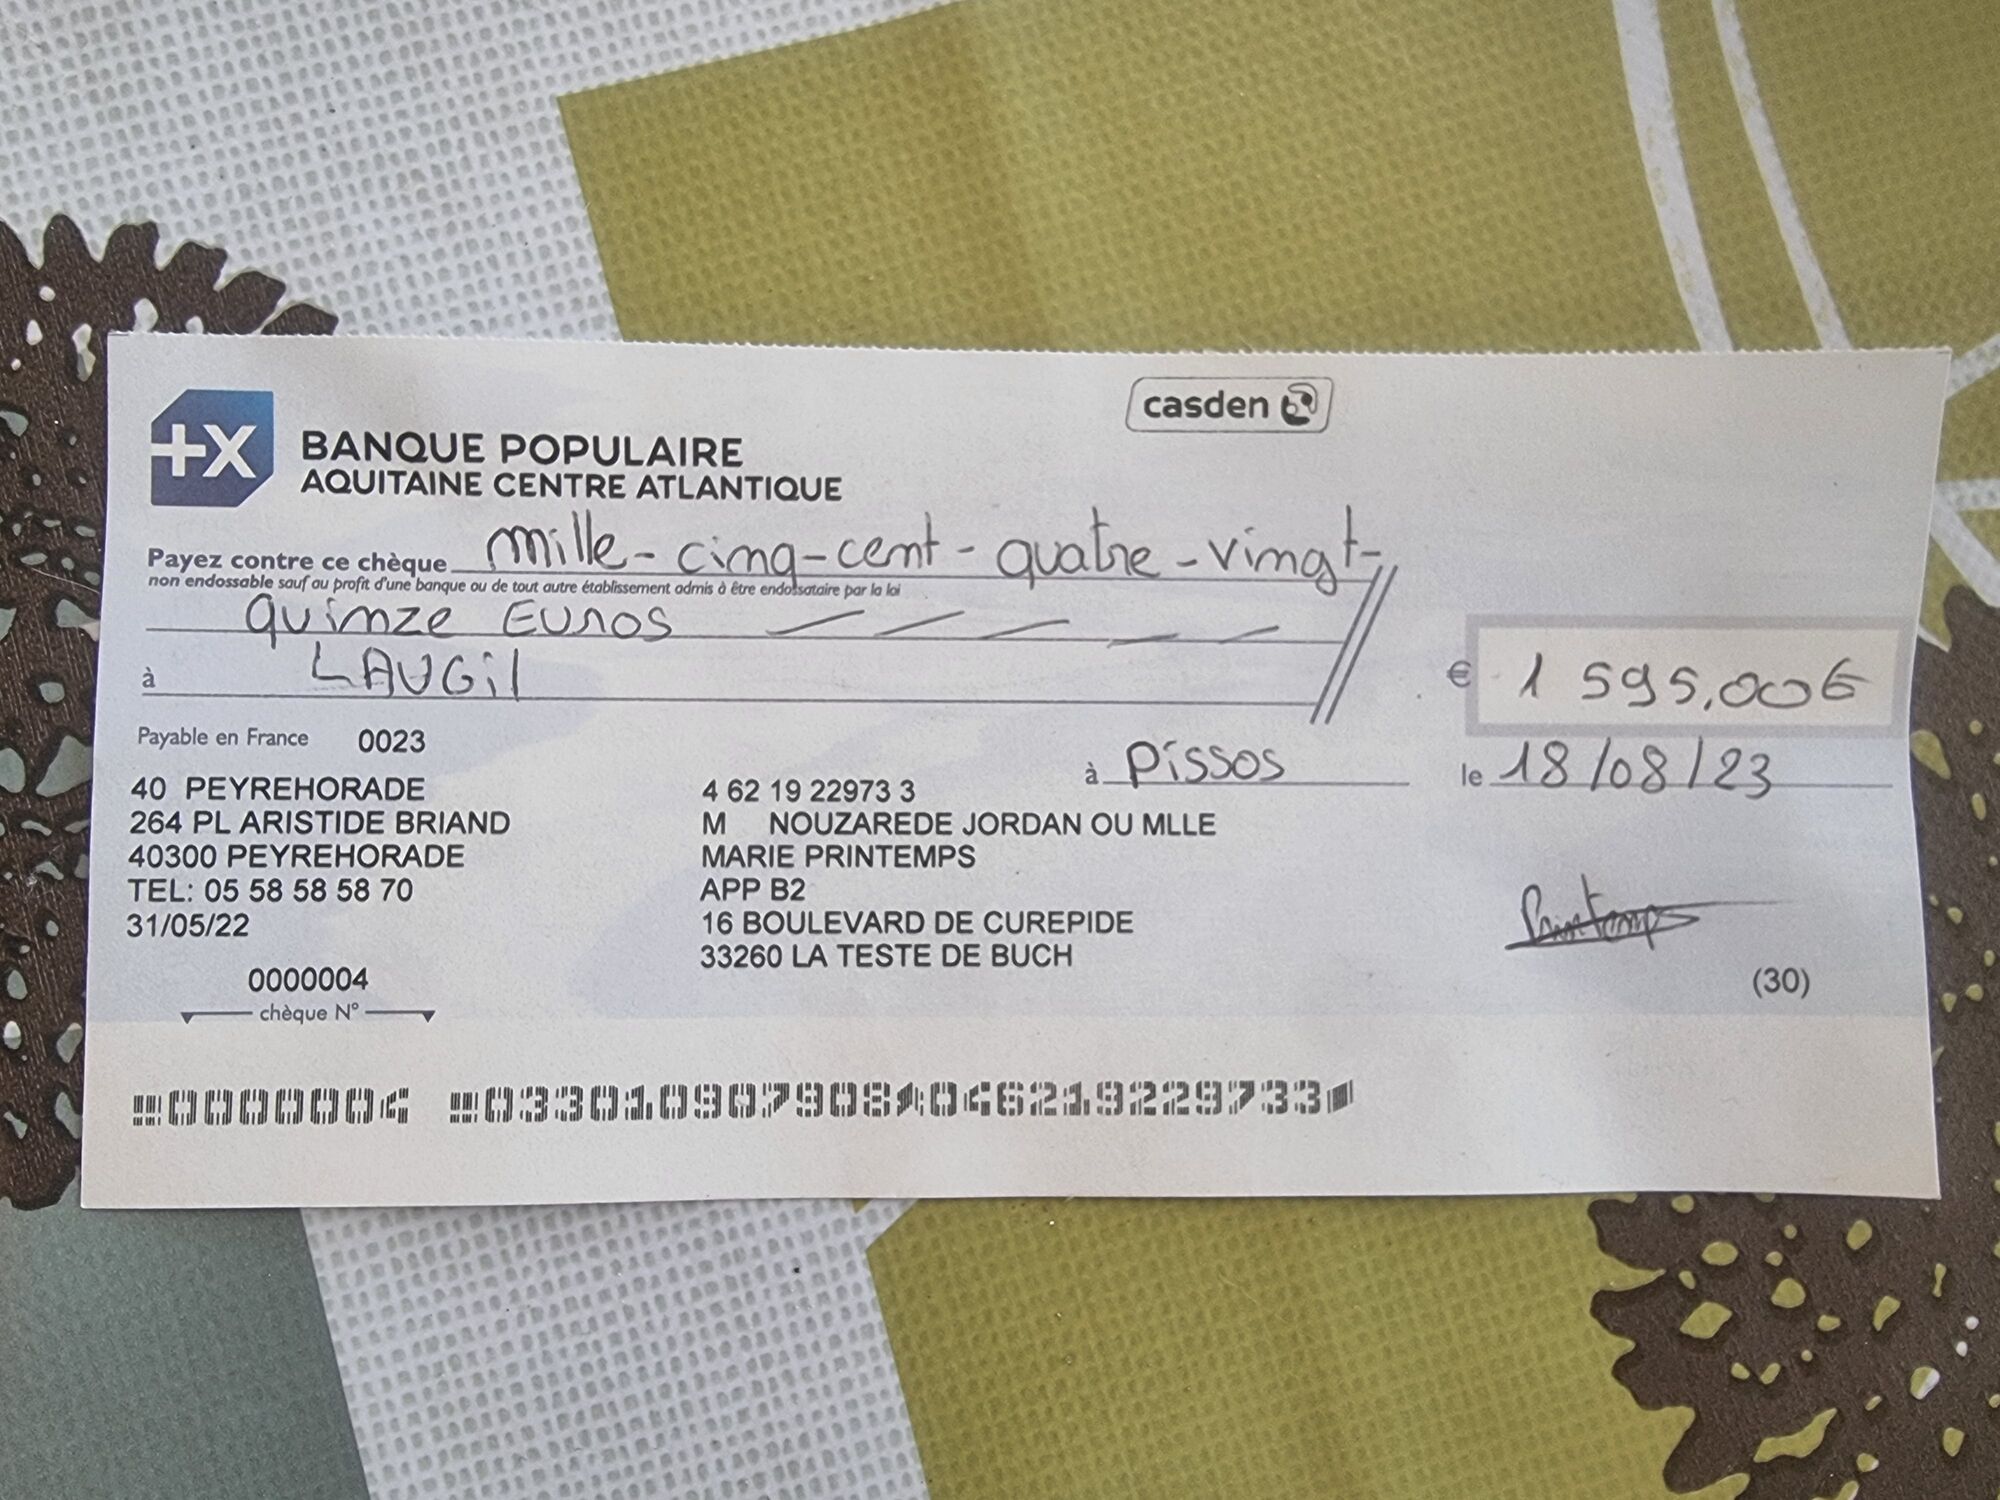 +X BANQUE POPULAIRE
AQUITAINE CENTRE ATLANTIQUE
casden
Payez contre ce chèque mille-cinq-cent-quatre-vingt-
non endossable sauf au profit d'une banque ou de tout autre établissement admis à être endossataire par la loi
quinze Euros
à LAUGil
€ 1 595,00€
Payable en France 0023
à Pissos le 18/08/23
40 PEYREHORADE
264 PL ARISTIDE BRIAND
40300 PEYREHORADE
TEL: 05 58 58 58 70
31/05/22
4 62 19 22973 3
M NOUZAREDE JORDAN OU MLLE
MARIE PRINTEMPS
APP B2
16 BOULEVARD DE CUREPIDE
33260 LA TESTE DE BUCH
Printemps
(30)
0000004
chèque N°
0000004 033010907908 046219229733